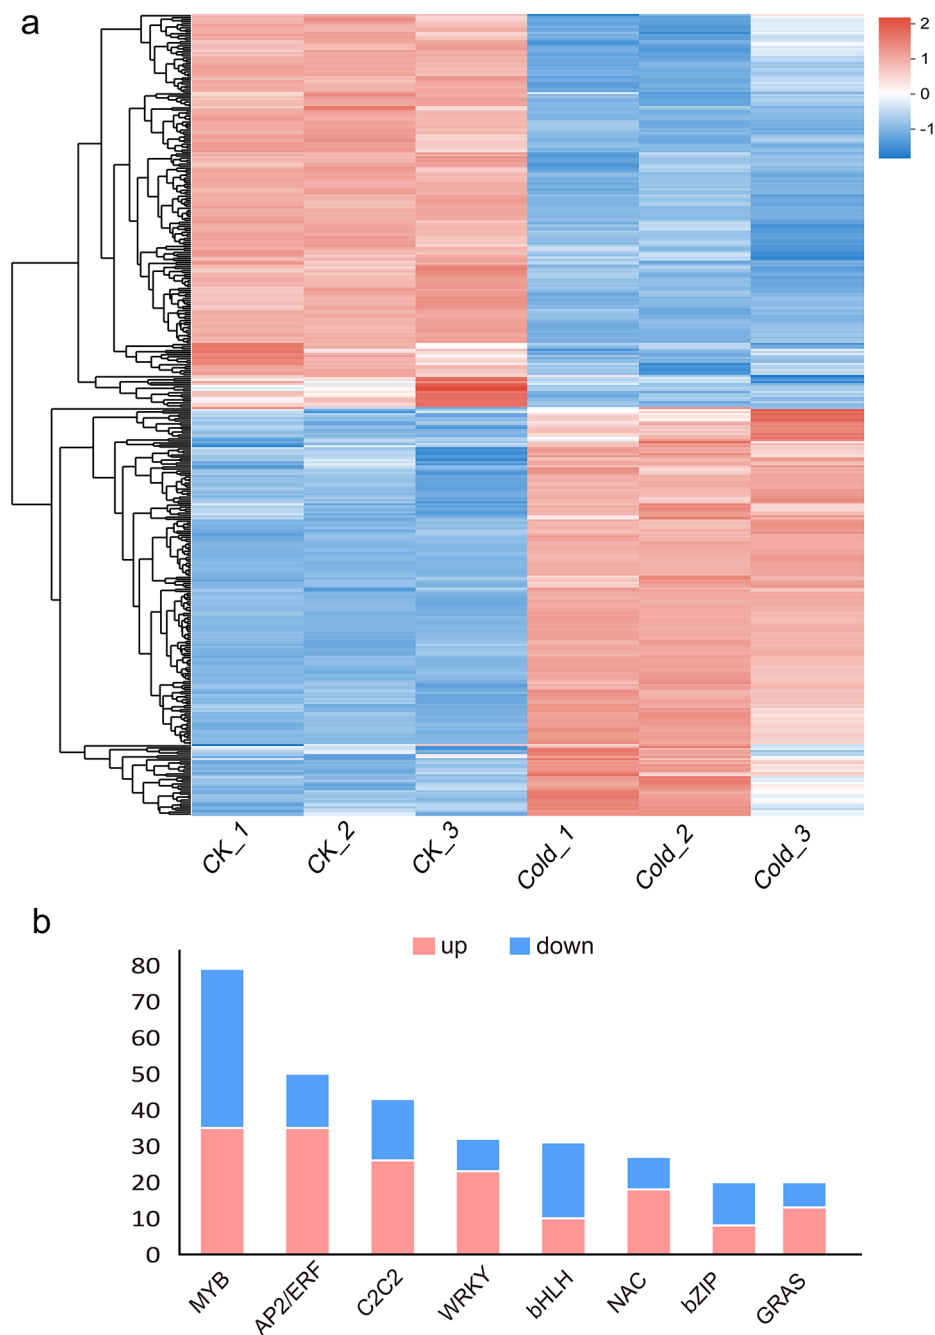 a
2
1
0
-1
CK_1
CK_2
CK_3
Cold_1
Cold_2
Cold_3
b
up
down
80
70
60
50
40
30
20
10
0
MYB
AP2/ERF
C2C2
WRKY
bHLH
NAC
bZIP
GRAS